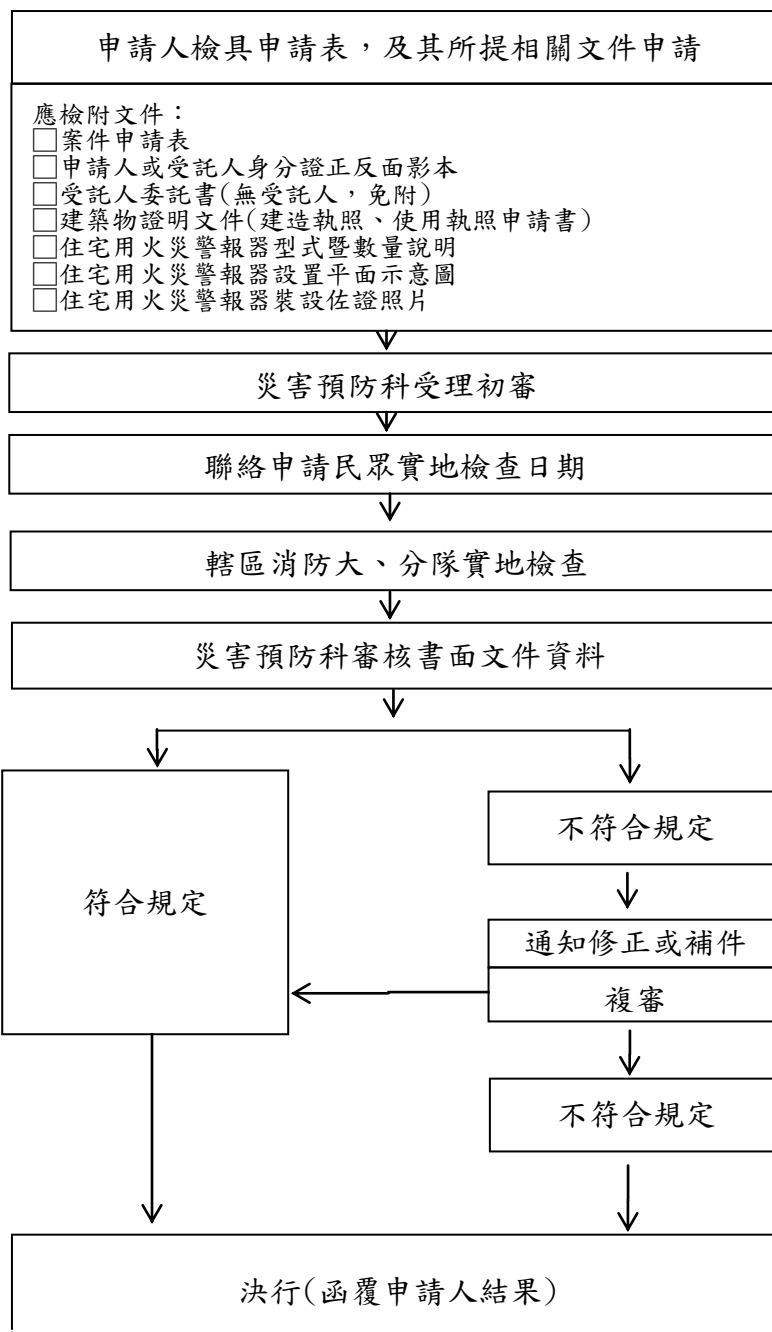 申請人檢具申請表，及其所提相關文件申請
應檢附文件：
□案件申請表
□申請人或受託人身分證正反面影本
□受託人委託書(無受託人，免附)
□建築物證明文件(建造執照、使用執照申請書)
□住宅用火災警報器型式暨數量說明
□住宅用火災警報器設置平面示意圖
□住宅用火災警報器裝設佐證照片
災害預防科受理初審
聯絡申請民眾實地檢查日期
轄區消防大、分隊實地檢查
災害預防科審核書面文件資料
符合規定
不符合規定
通知修正或補件
複審
不符合規定
決行(函覆申請人結果)